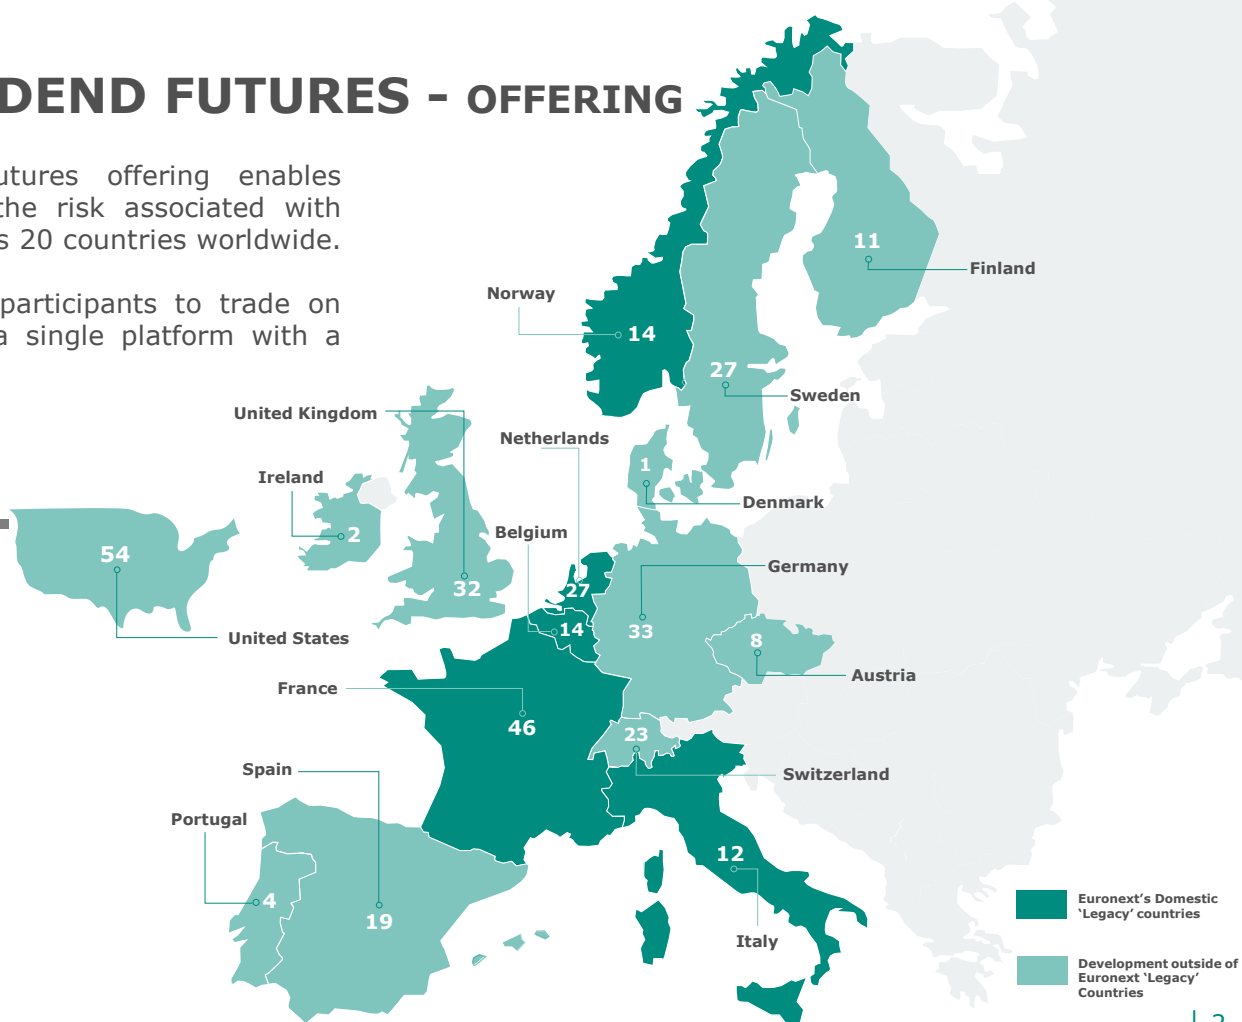 DEND FUTURES - OFFERING
utures offering enables
the risk associated with
s 20 countries worldwide.
participants to trade on
a single platform with a
11
Finland
Norway
14
27
Sweden
United Kingdom
Netherlands
1
Ireland
Denmark
2
Belgium
54
Germany
32
27
United States
14
33
8
Austria
France
46
23
Switzerland
Spain
Portugal
12
4
19
Italy
Euronext's Domestic
‘Legacy’ countries
Development outside of
Euronext ‘Legacy’
Countries